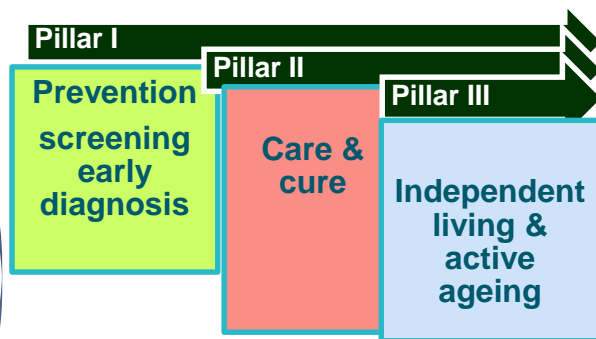 Pillar I
Prevention
screening
early
diagnosis
Pillar II
Care &
cure
Pillar III
Independent
living &
active
ageing